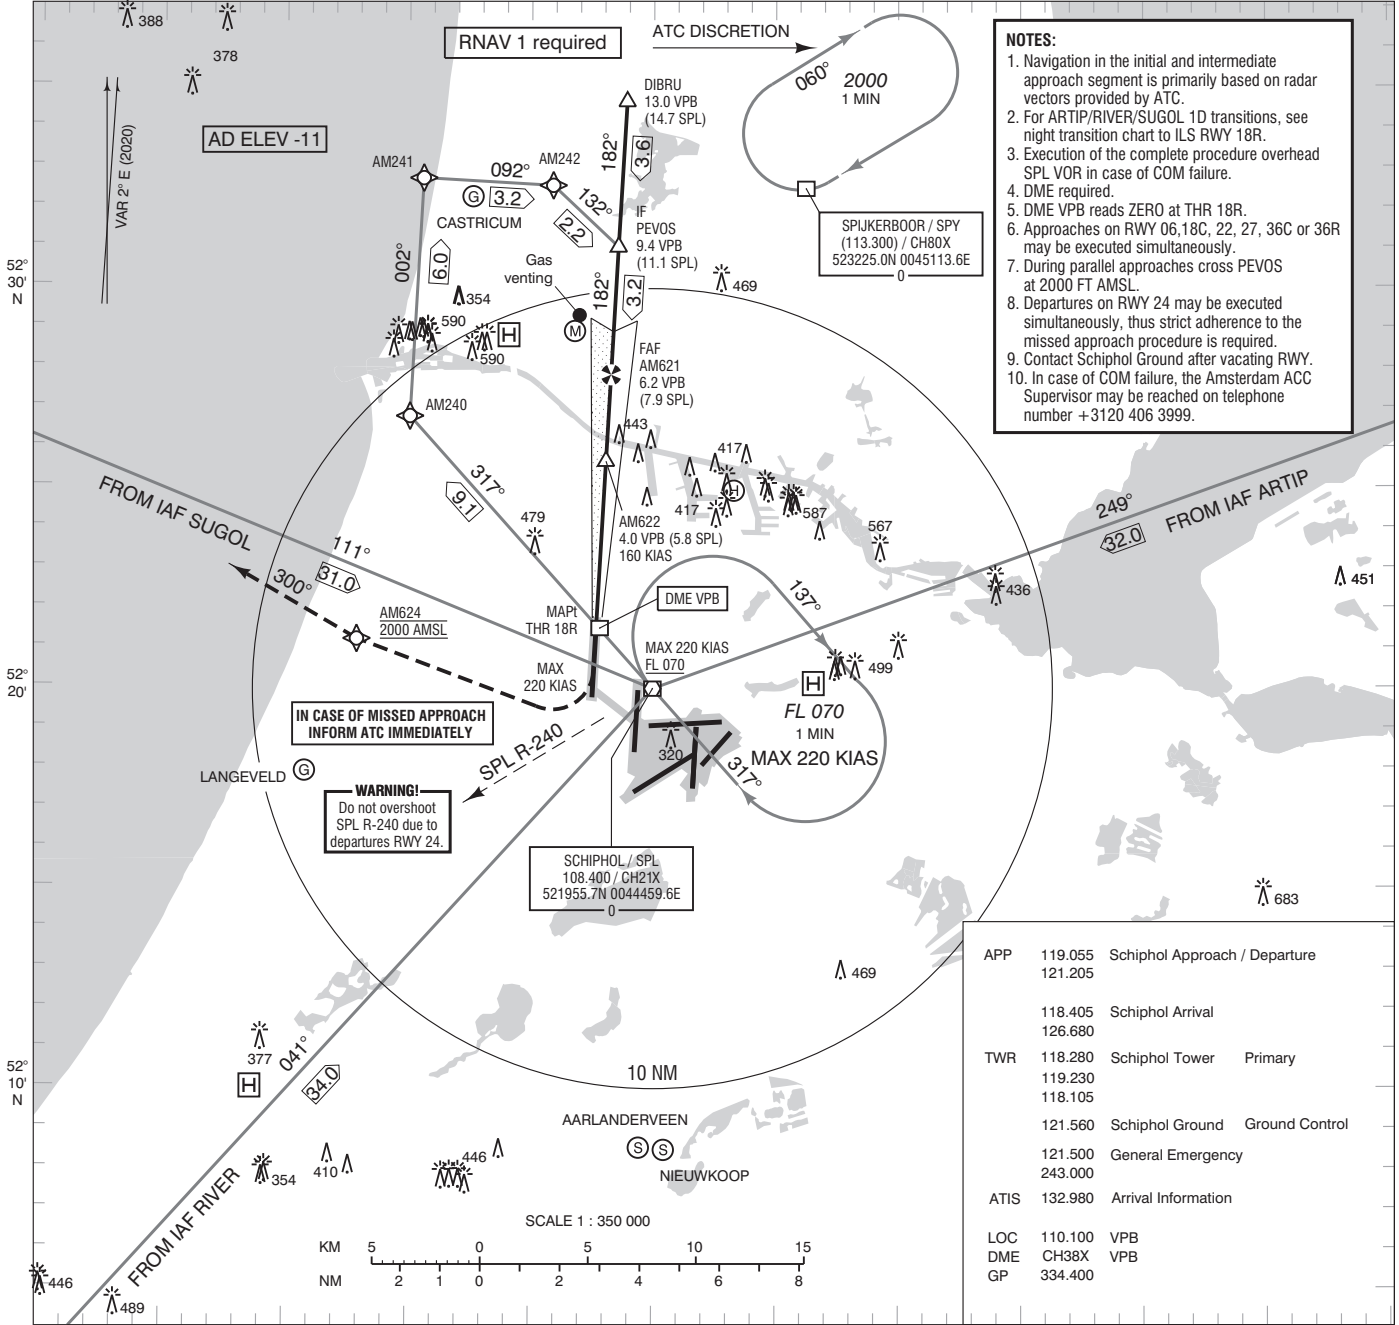 388
378
RNAV 1 required
ATC DISCRETION
060°
2000
1 MIN
NOTES:
1. Navigation in the initial and intermediate
approach segment is primarily based on radar
vectors provided by ATC.
2. For ARTIP/RIVER/SUGOL 1D transitions, see
night transition chart to ILS RWY 18R.
3. Execution of the complete procedure overhead
SPL VOR in case of COM failure.
4. DME required.
5. DME VPB reads ZERO at THR 18R.
6. Approaches on RWY 06,18C, 22, 27, 36C or 36R
may be executed simultaneously.
7. During parallel approaches cross PEVOS
at 2000 FT AMSL.
8. Departures on RWY 24 may be executed
simultaneously, thus strict adherence to the
missed approach procedure is required.
9. Contact Schiphol Ground after vacating RWY.
10. In case of COM failure, the Amsterdam ACC
Supervisor may be reached on telephone
number +3120 406 3999.
VAR 2° E (2020)
AD ELEV -11
DIBRU
13.0 VPB
(14.7 SPL)
182°
3.6
AM241
092°
3.2
AM242
G
CASTRICUM
132°
2.2
IF
PEVOS
9.4 VPB
(11.1 SPL)
SPIJKERBOOR / SPY
(113.300) / CH80X
523225.0N 0045113.6E
0
52°
30'
N
002°
6.0
Gas
venting
M
182°
3.2
469
354
590
590
H
FAF
AM621
6.2 VPB
(7.9 SPL)
AM240
443
417
H
417
587
567
FROM IAF SUGOL
111°
31.0
317°
9.1
479
AM622
4.0 VPB (5.8 SPL)
160 KIAS
249°
32.0
FROM IAF ARTIP
300°
AM624
2000 AMSL
MAPt
THR 18R
DME VPB
137°
436
451
52°
20'
MAX
220 KIAS
MAX 220 KIAS
FL 070
499
H
FL 070
1 MIN
MAX 220 KIAS
IN CASE OF MISSED APPROACH
INFORM ATC IMMEDIATELY
SPL R-240
320
317°
LANGEVELD
G
WARNING!
Do not overshoot
SPL R-240 due to
departures RWY 24.
SCHIPHOL / SPL
108.400 / CH21X
521955.7N 0044459.6E
0
683
469
377
H
041°
34.0
FROM IAF RIVER
52°
10'
N
10 NM
AARLANDERVEEN
S
S
NIEUWKOOP
354
410
446
446
489
SCALE 1 : 350 000
KM 5 0 5 10 15
NM 2 1 0 2 4 6 8
APP 119.055 Schiphol Approach / Departure
121.205
118.405 Schiphol Arrival
126.680
TWR 118.280 Schiphol Tower Primary
119.230
118.105
121.560 Schiphol Ground Ground Control
121.500 General Emergency
243.000
ATIS 132.980 Arrival Information
LOC 110.100 VPB
DME CH38X VPB
GP 334.400